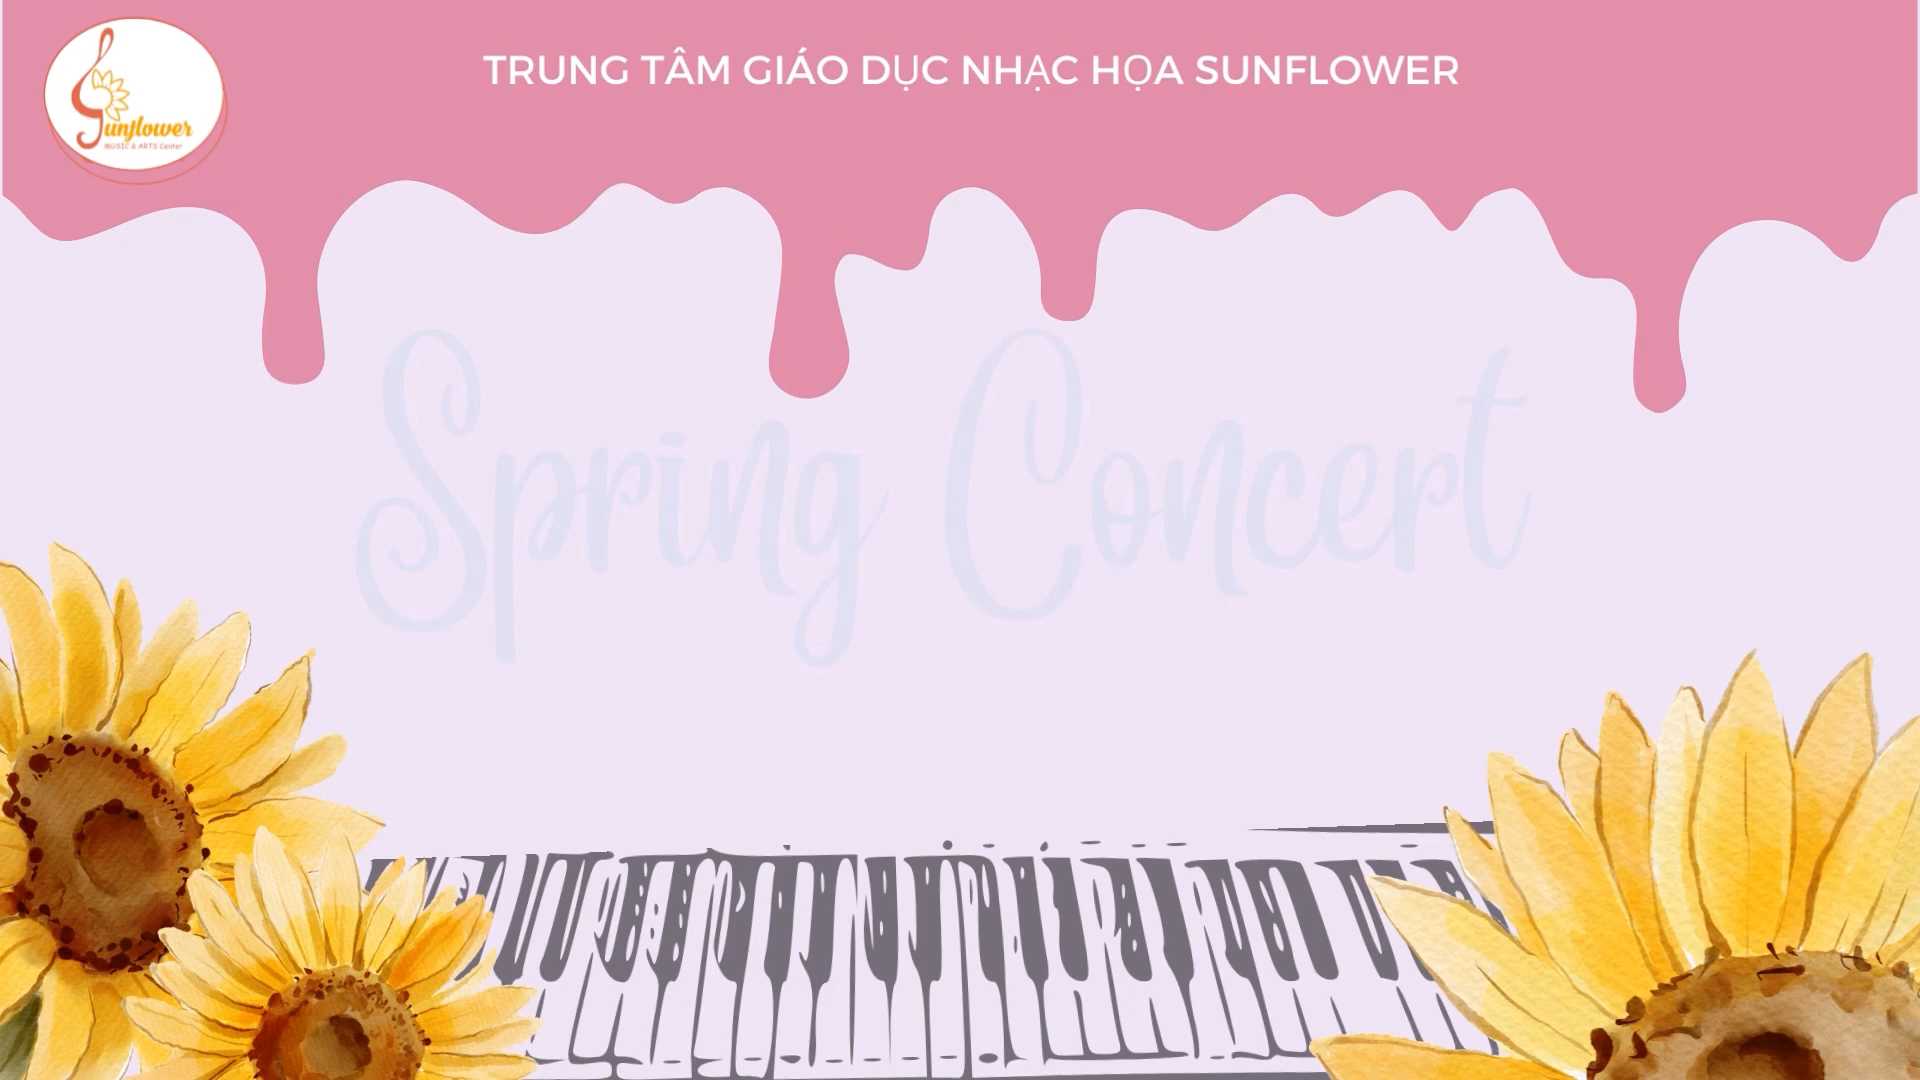 TRUNG TÂM GIÁO DỤC NHẠC HỌA SUNFLOWER
Sunflower
MUSIC & ARTS Center
Spring Concert